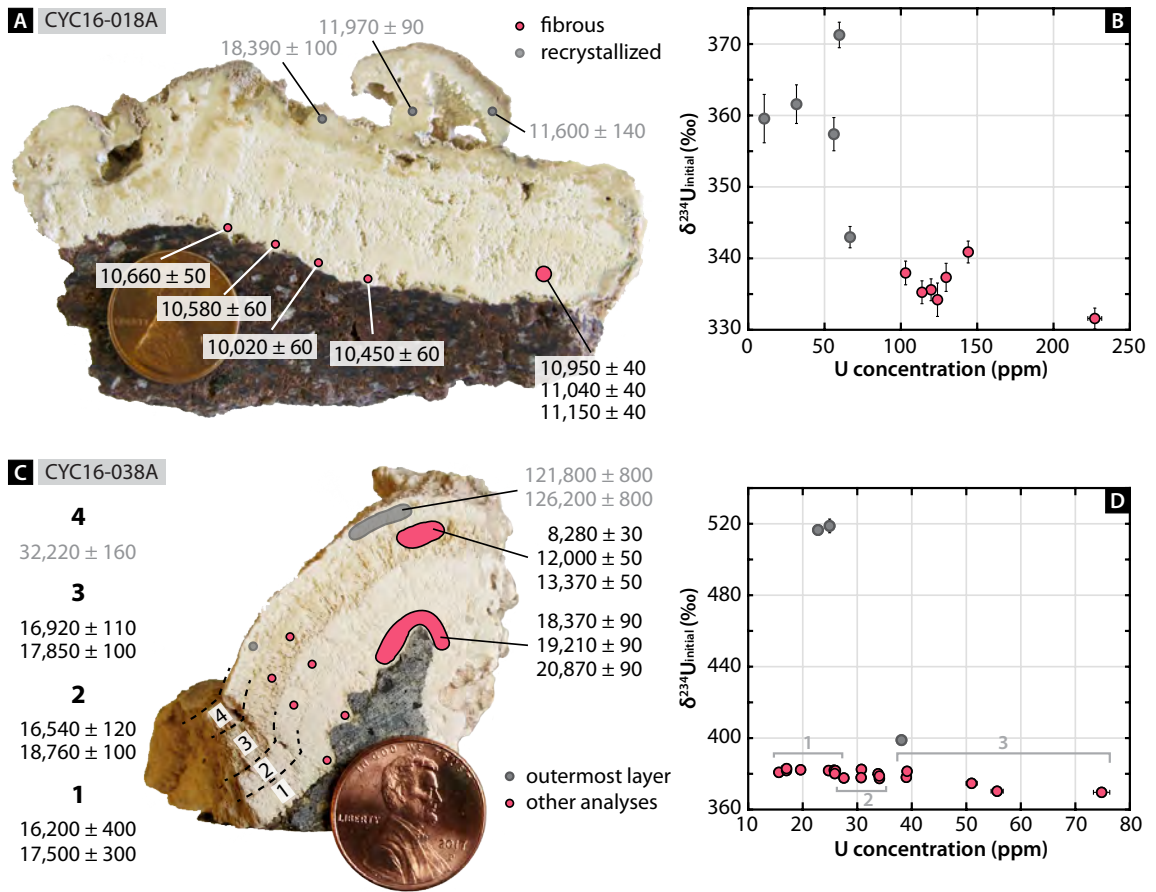 A CYC16-018A
fibrous
recrystallized
18,390 ± 100
11,970 ± 90
11,600 ± 140
10,660 ± 50
10,580 ± 60
10,020 ± 60
10,450 ± 60
10,950 ± 40
11,040 ± 40
11,150 ± 40
LIBERTY
B
δ²³⁴Uinitial (‰)
370
360
350
340
330
0 50 100 150 200 250
U concentration (ppm)
C CYC16-038A
4
32,220 ± 160
3
16,920 ± 110
17,850 ± 100
2
16,540 ± 120
18,760 ± 100
1
16,200 ± 400
17,500 ± 300
121,800 ± 800
126,200 ± 800
8,280 ± 30
12,000 ± 50
13,370 ± 50
18,370 ± 90
19,210 ± 90
20,870 ± 90
4
3
2
1
LIBERTY
outermost layer
other analyses
D
δ²³⁴Uinitial (‰)
520
480
440
400
360
1
2
3
10 20 30 40 50 60 70 80
U concentration (ppm)